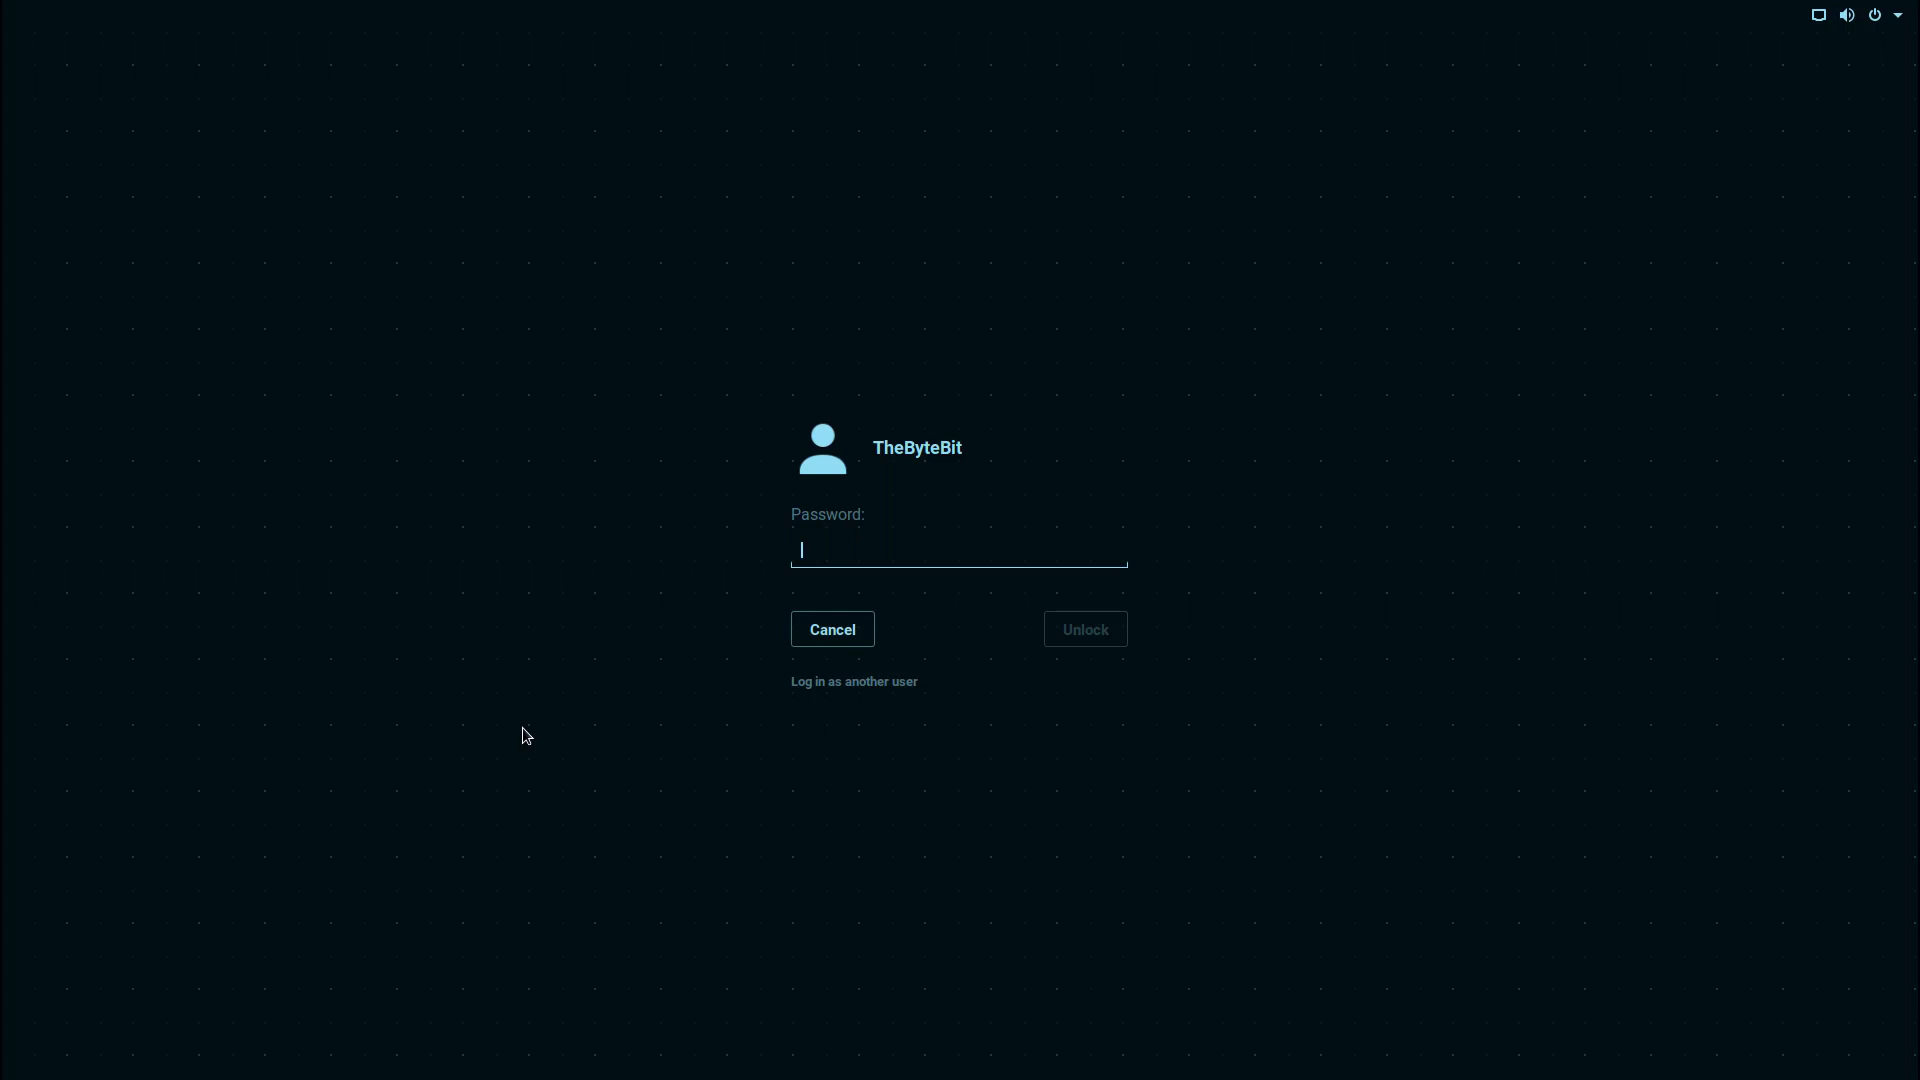 TheByteBit
Password:
Cancel
Unlock
Log in as another user